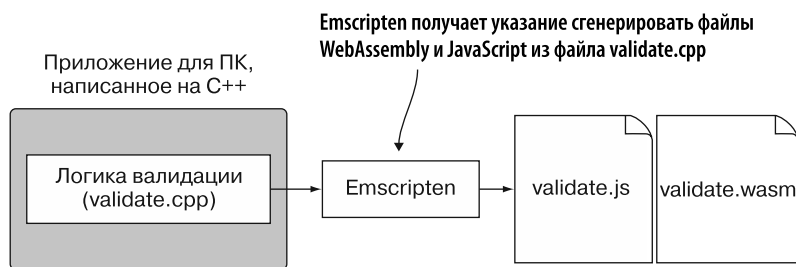 Emscripten получает указание сгенерировать файлы
WebAssembly и JavaScript из файла validate.cpp
Приложение для ПК,
написанное на C++
Логика валидации
(validate.cpp)
Emscripten
validate.js
validate.wasm